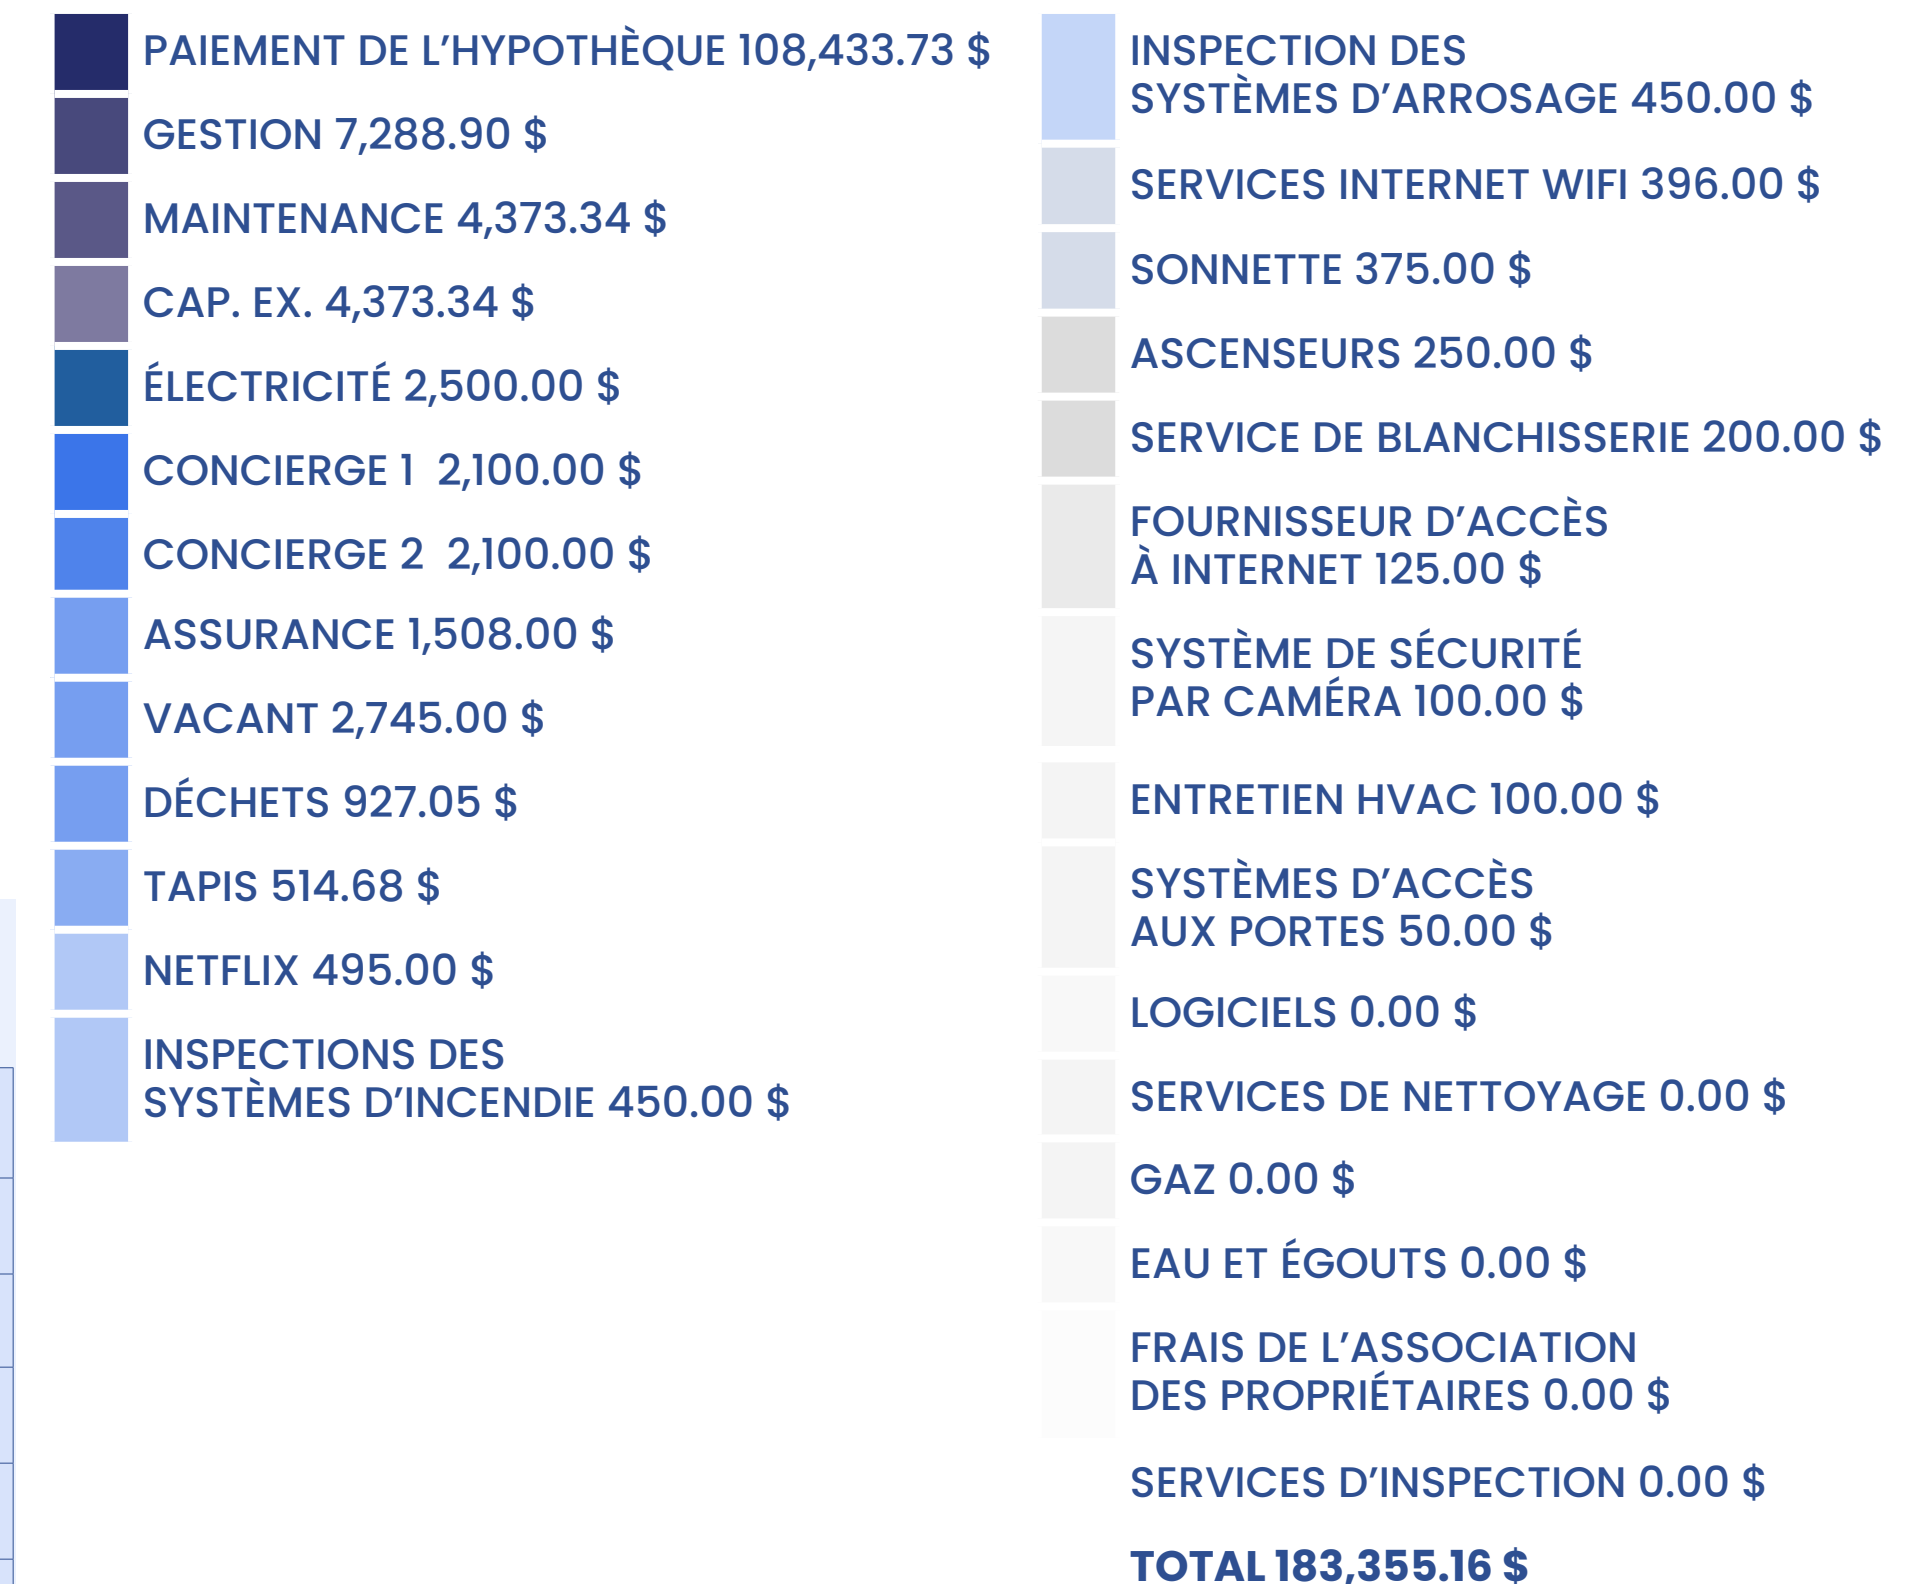 PAIEMENT DE L’HYPOTHÈQUE 108,433.73 $
GESTION 7,288.90 $
MAINTENANCE 4,373.34 $
CAP. EX. 4,373.34 $
ÉLECTRICITÉ 2,500.00 $
CONCIERGE 1  2,100.00 $
CONCIERGE 2  2,100.00 $
ASSURANCE 1,508.00 $
VACANT 2,745.00 $
DÉCHETS 927.05 $
TAPIS 514.68 $
NETFLIX 495.00 $
INSPECTIONS DES
SYSTÈMES D’INCENDIE 450.00 $
INSPECTION DES
SYSTÈMES D’ARROSAGE 450.00 $
SERVICES INTERNET WIFI 396.00 $
SONNETTE 375.00 $
ASCENSEURS 250.00 $
SERVICE DE BLANCHISSERIE 200.00 $
FOURNISSEUR D’ACCÈS
À INTERNET 125.00 $
SYSTÈME DE SÉCURITÉ
PAR CAMÉRA 100.00 $
ENTRETIEN HVAC 100.00 $
SYSTÈMES D’ACCÈS
AUX PORTES 50.00 $
LOGICIELS 0.00 $
SERVICES DE NETTOYAGE 0.00 $
GAZ 0.00 $
EAU ET ÉGOUTS 0.00 $
FRAIS DE L’ASSOCIATION
DES PROPRIÉTAIRES 0.00 $
SERVICES D’INSPECTION 0.00 $
TOTAL 183,355.16 $